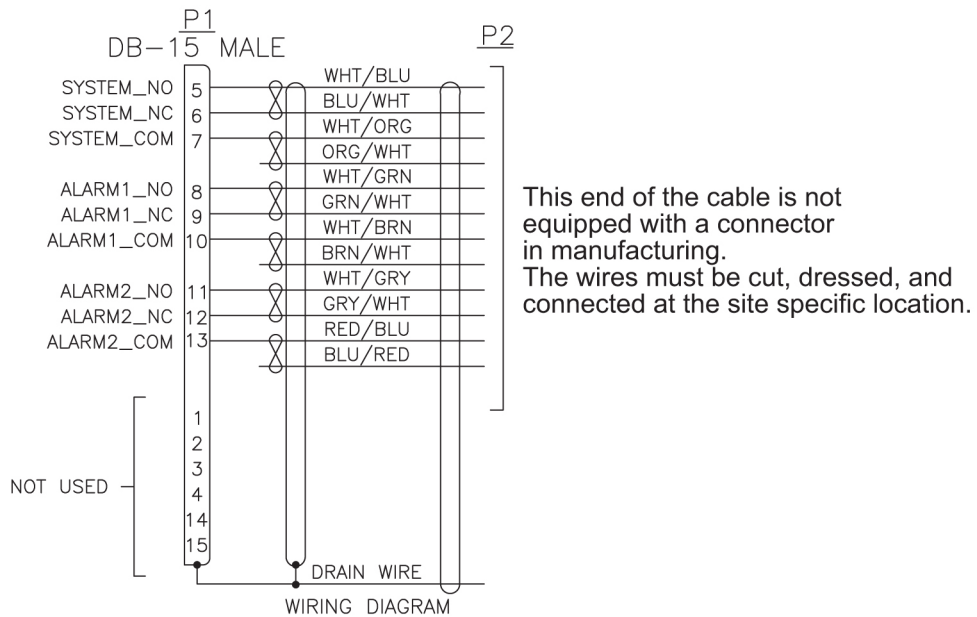 P1
DB-15 MALE
P2
SYSTEM_NO 5 WHT/BLU
SYSTEM_NC 6 BLU/WHT
SYSTEM_COM 7 WHT/ORG
ORG/WHT
ALARM1_NO 8 WHT/GRN
ALARM1_NC 9 GRN/WHT
ALARM1_COM 10 WHT/BRN
BRN/WHT
ALARM2_NO 11 WHT/GRY
ALARM2_NC 12 GRY/WHT
ALARM2_COM 13 RED/BLU
BLU/RED
This end of the cable is not
equipped with a connector
in manufacturing.
The wires must be cut, dressed, and
connected at the site specific location.
NOT USED
1
2
3
4
14
15
DRAIN WIRE
WIRING DIAGRAM